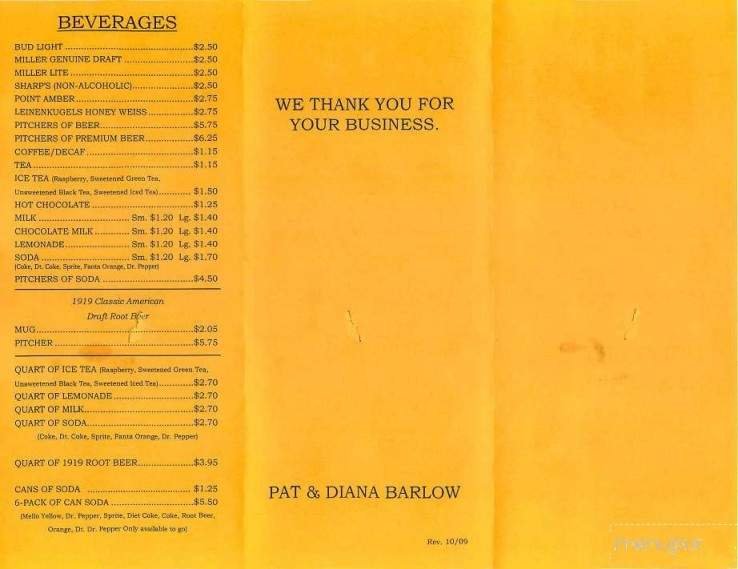 BEVERAGES
BUD LIGHT ........ $2.50
MILLER GENUINE DRAFT ........ $2.50
MILLER LITE ........ $2.50
SHARP'S (NON-ALCOHOLIC) ........ $2.50
POINT AMBER ........ $2.75
LEINENKUGELS HONEY WEISS ........ $2.75
PITCHERS OF BEER ........ $5.75
PITCHERS OF PREMIUM BEER ........ $6.25
COFFEE/DECAF ........ $1.15
TEA ........ $1.15
ICE TEA (Raspberry, Sweetened Green Tea,
Unsweetened Black Tea, Sweetened Iced Tea) ........ $1.50
HOT CHOCOLATE ........ $1.25
MILK ........ Sm. $1.20 Lg. $1.40
CHOCOLATE MILK ........ Sm. $1.20 Lg. $1.40
LEMONADE ........ Sm. $1.20 Lg. $1.40
SODA ........ Sm. $1.20 Lg. $1.70
(Coke, Dt. Coke, Sprite, Fanta Orange, Dr. Pepper)
PITCHERS OF SODA ........ $4.50
1919 Classic American
Draft Root Beer
MUG ........ $2.05
PITCHER ........ $5.75
QUART OF ICE TEA (Raspberry, Sweetened Green Tea,
Unsweetened Black Tea, Sweetened Iced Tea) ........ $2.70
QUART OF LEMONADE ........ $2.70
QUART OF MILK ........ $2.70
QUART OF SODA ........ $2.70
(Coke, Dt. Coke, Sprite, Fanta Orange, Dr. Pepper)
QUART OF 1919 ROOT BEER ........ $3.95
CANS OF SODA ........ $1.25
6-PACK OF CAN SODA ........ $5.50
(Mello Yellow, Dr. Pepper, Sprite, Diet Coke, Coke, Root Beer,
Orange, Dt. Dr. Pepper Only available to go)
WE THANK YOU FOR
YOUR BUSINESS.
PAT & DIANA BARLOW
Rev. 10/09